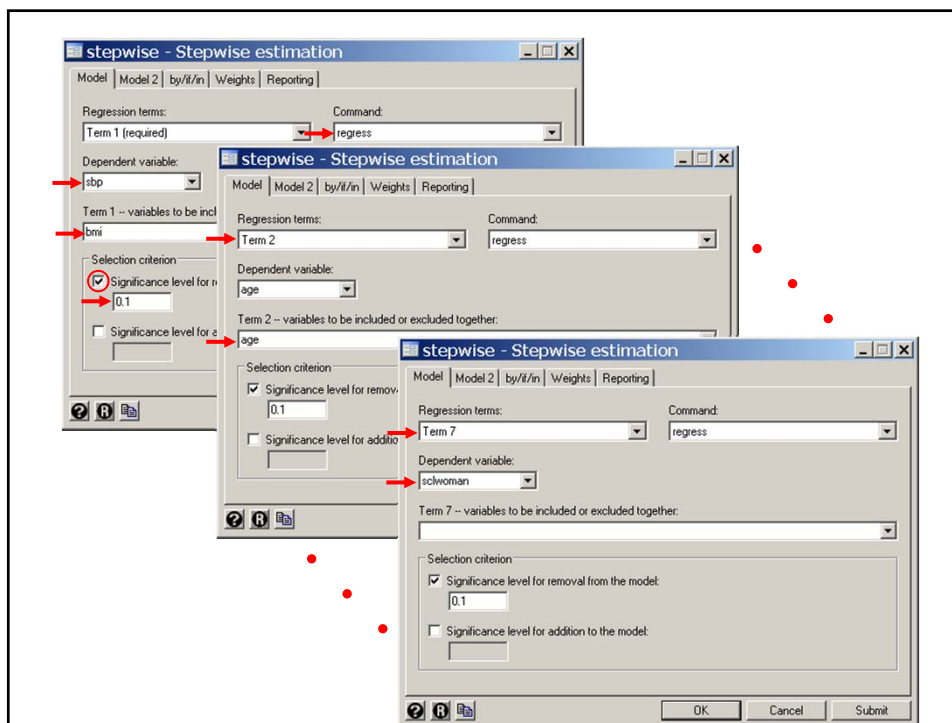 stepwise - Stepwise estimation
Model Model 2 by/if/in Weights Reporting
Regression terms: Command:
Term 1 (required) regress
Dependent variable:
sbp
Term 1 -- variables to be incl
bmi
Selection criterion
Significance level for r
0.1
Significance level for a
stepwise - Stepwise estimation
Model Model 2 by/if/in Weights Reporting
Regression terms: Command:
Term 2 regress
Dependent variable:
age
Term 2 -- variables to be included or excluded together:
age
Selection criterion
Significance level for remov
0.1
Significance level for additio
stepwise - Stepwise estimation
Model Model 2 by/if/in Weights Reporting
Regression terms: Command:
Term 7 regress
Dependent variable:
sclwoman
Term 7 -- variables to be included or excluded together:
Selection criterion
Significance level for removal from the model:
0.1
Significance level for addition to the model:
OK Cancel Submit